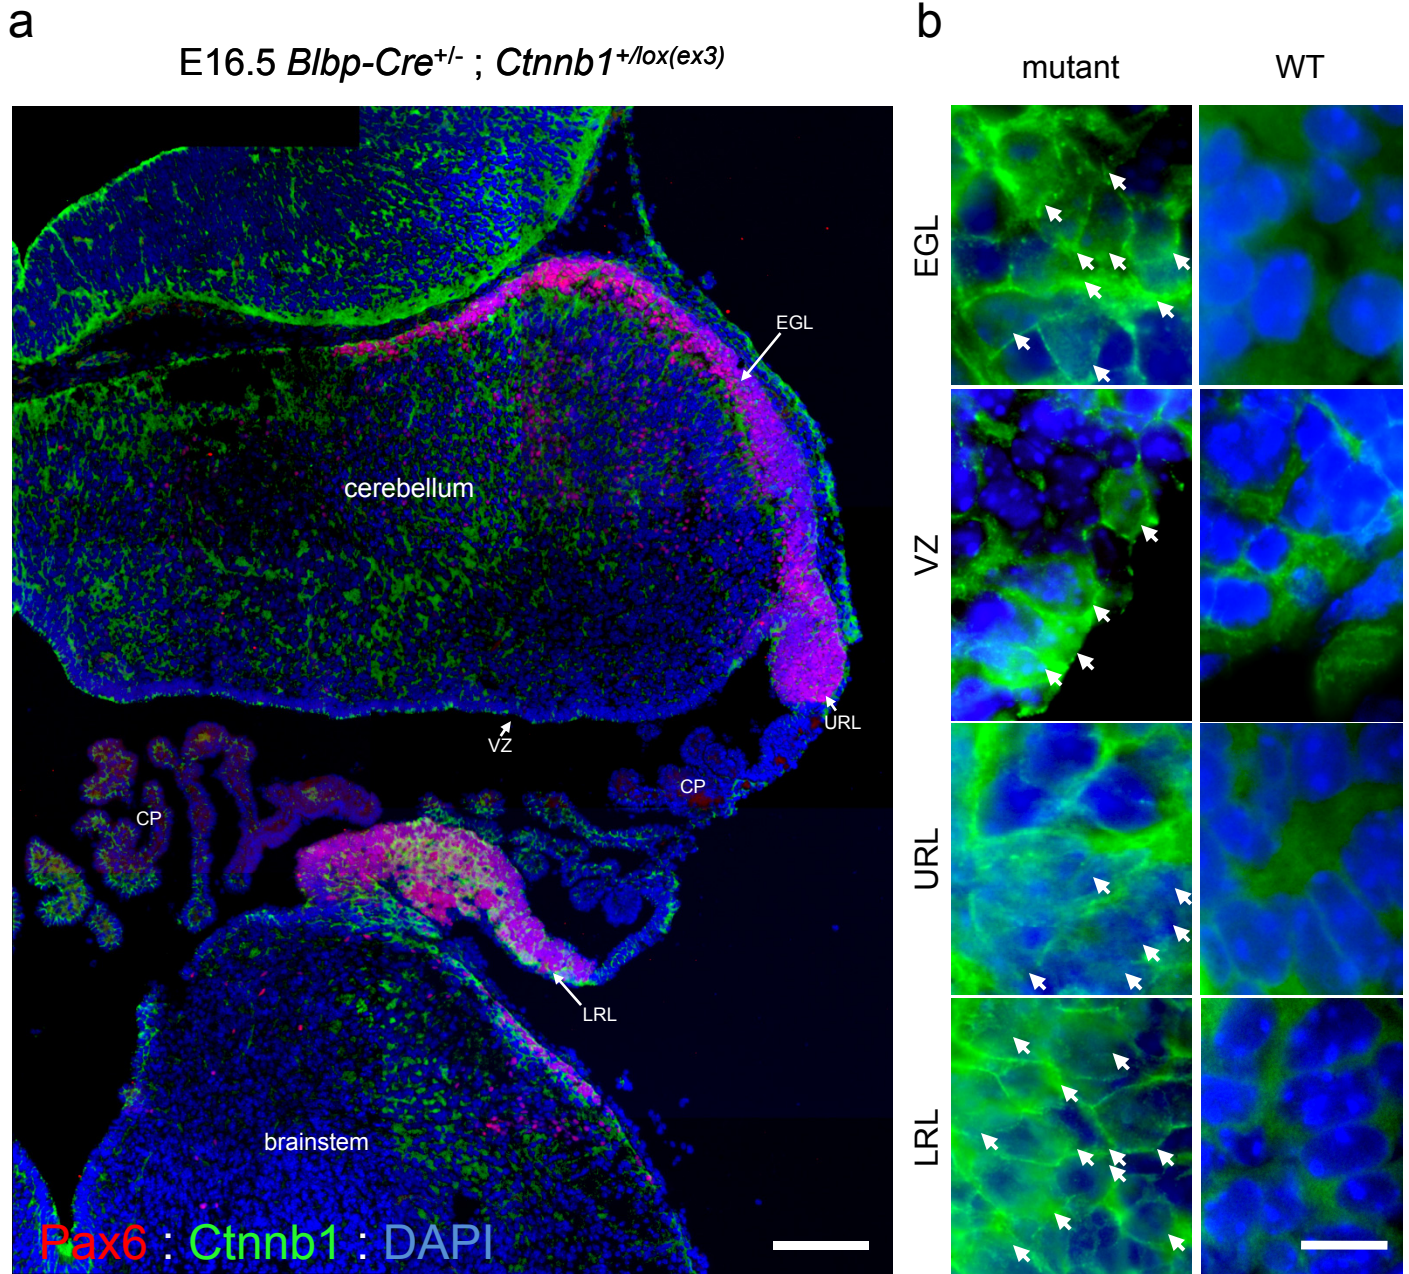 a
E16.5 Blbp-Cre+/- ; Ctnnb1+/lox(ex3)
EGL
cerebellum
URL
VZ
CP
CP
LRL
brainstem
Pax6 : Ctnnb1 : DAPI
b
mutant WT
EGL
VZ
URL
LRL